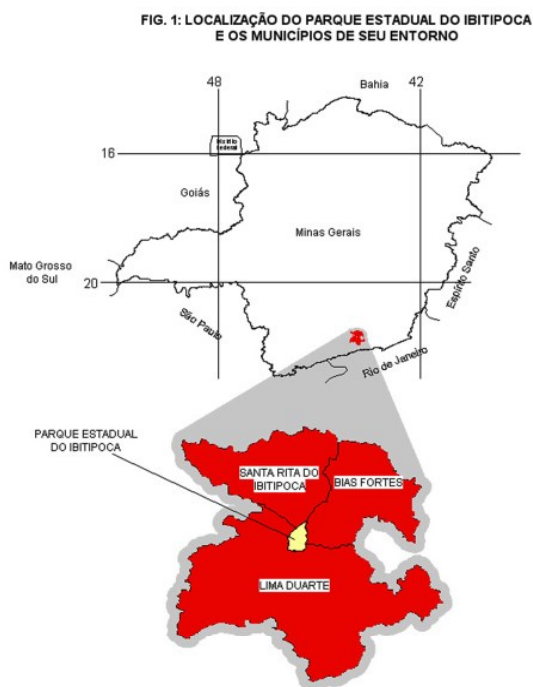 FIG. 1: LOCALIZAÇÃO DO PARQUE ESTADUAL DO IBITIPOCA
E OS MUNICÍPIOS DE SEU ENTORNO
48
42
Bahia
16
Goiás
Minas Gerais
Mato Grosso
do Sul
20
Espírito Santo
São Paulo
Rio de Janeiro
PARQUE ESTADUAL
DO IBITIPOCA
SANTA RITA DO
IBITIPOCA
BIAS FORTES
LIMA DUARTE